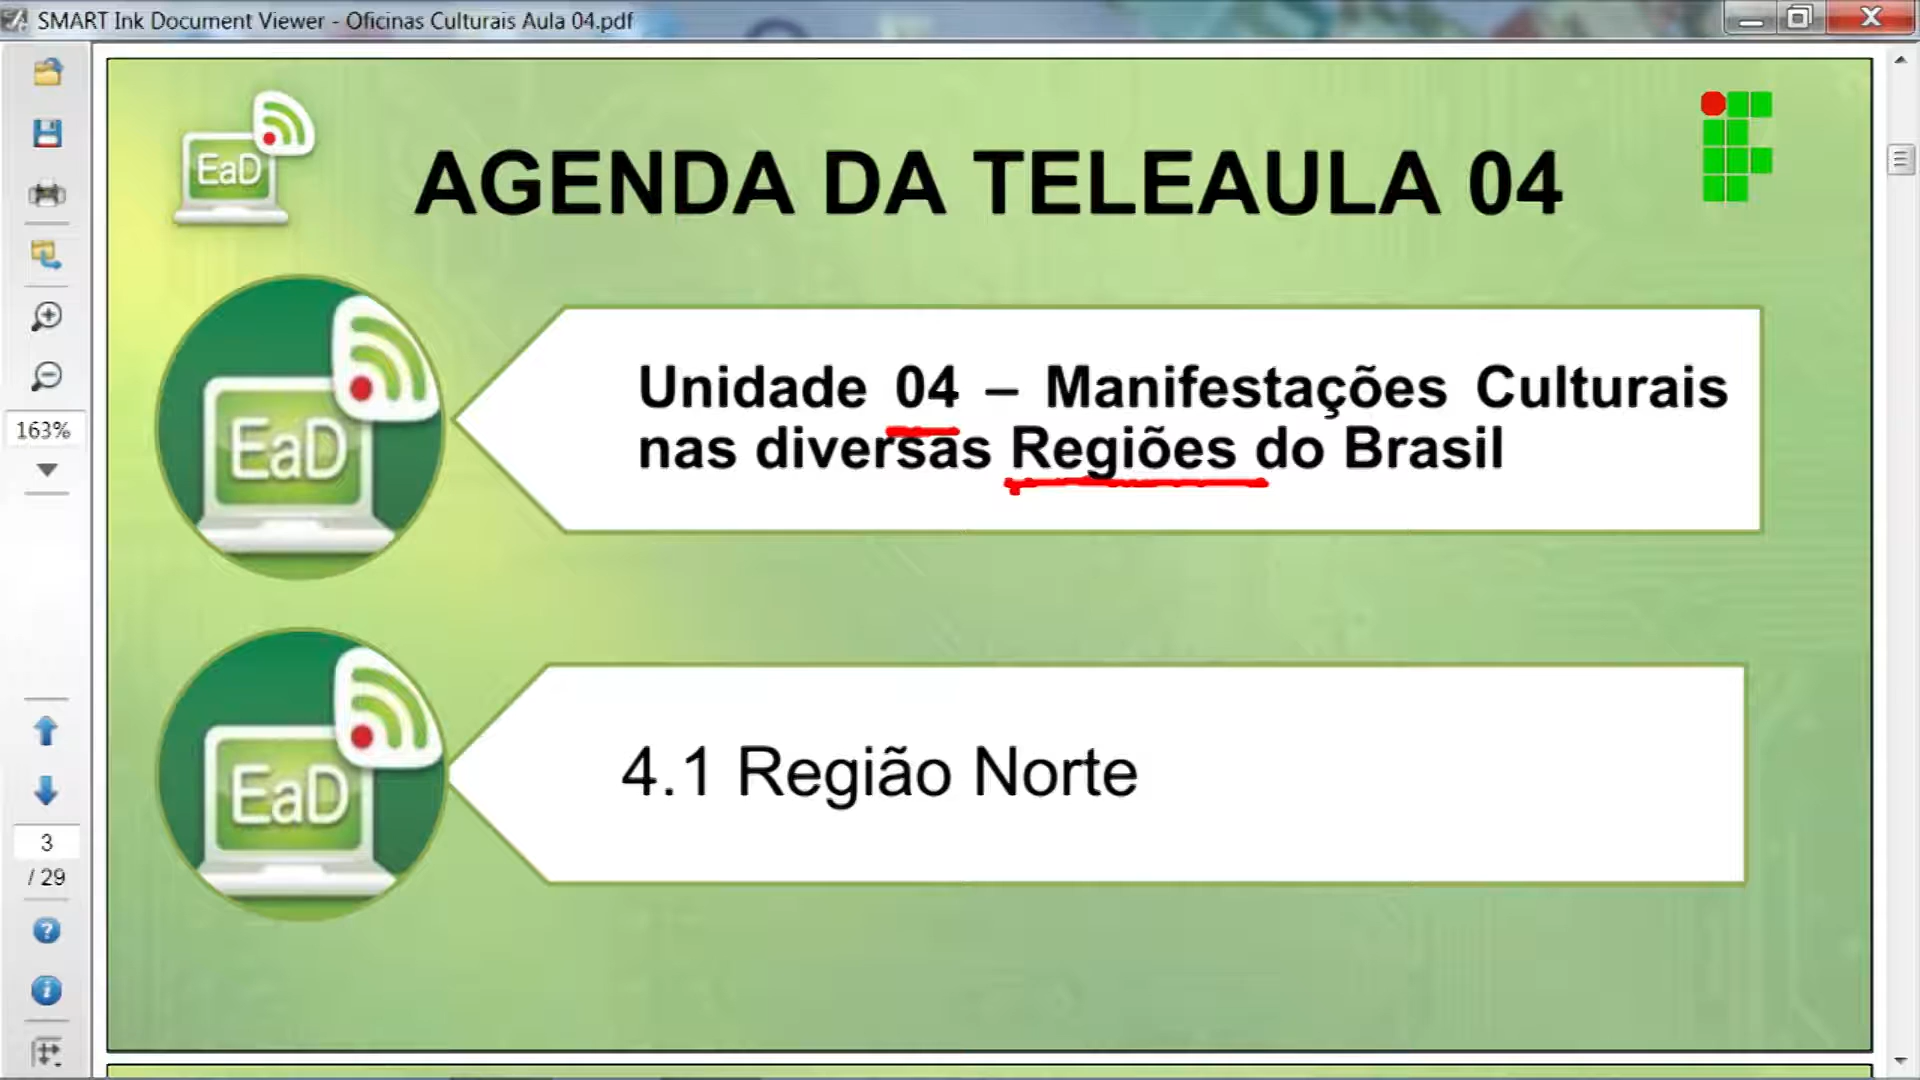 SMART Ink Document Viewer - Oficinas Culturais Aula 04.pdf
EaD
AGENDA DA TELEAULA 04
EaD
Unidade 04 – Manifestações Culturais
nas diversas Regiões do Brasil
163%
EaD
4.1 Região Norte
3
/ 29